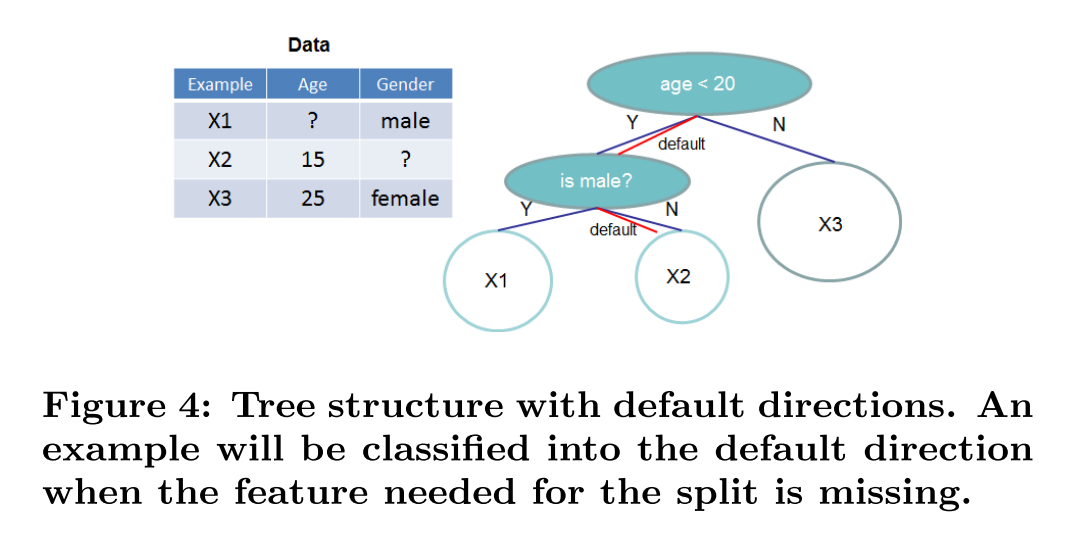 Data
Example Age Gender
X1 ? male
X2 15 ?
X3 25 female
age < 20
Y
N
default
is male?
Y
N
default
X1
X2
X3
Figure 4: Tree structure with default directions. An
example will be classified into the default direction
when the feature needed for the split is missing.